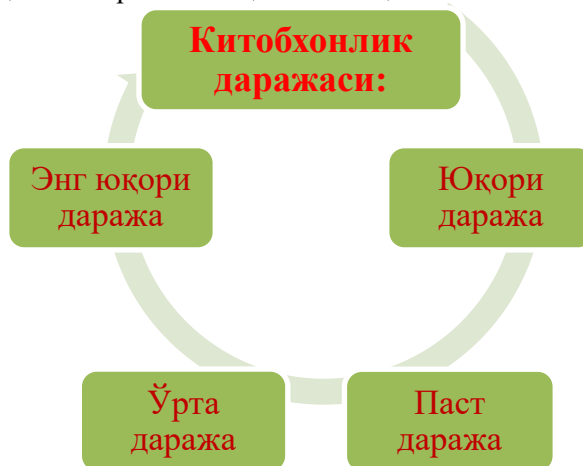 Китобхонлик
даражаси:
Энг юқори
даража
Юқори
даража
Ўрта
даража
Паст
даража